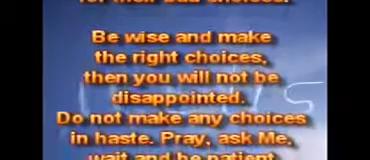 for their bad choices.
Be wise and make
the right choices,
then you will not be
disappointed.
Do not make any choices
in haste. Pray, ask Me,
wait and be patient